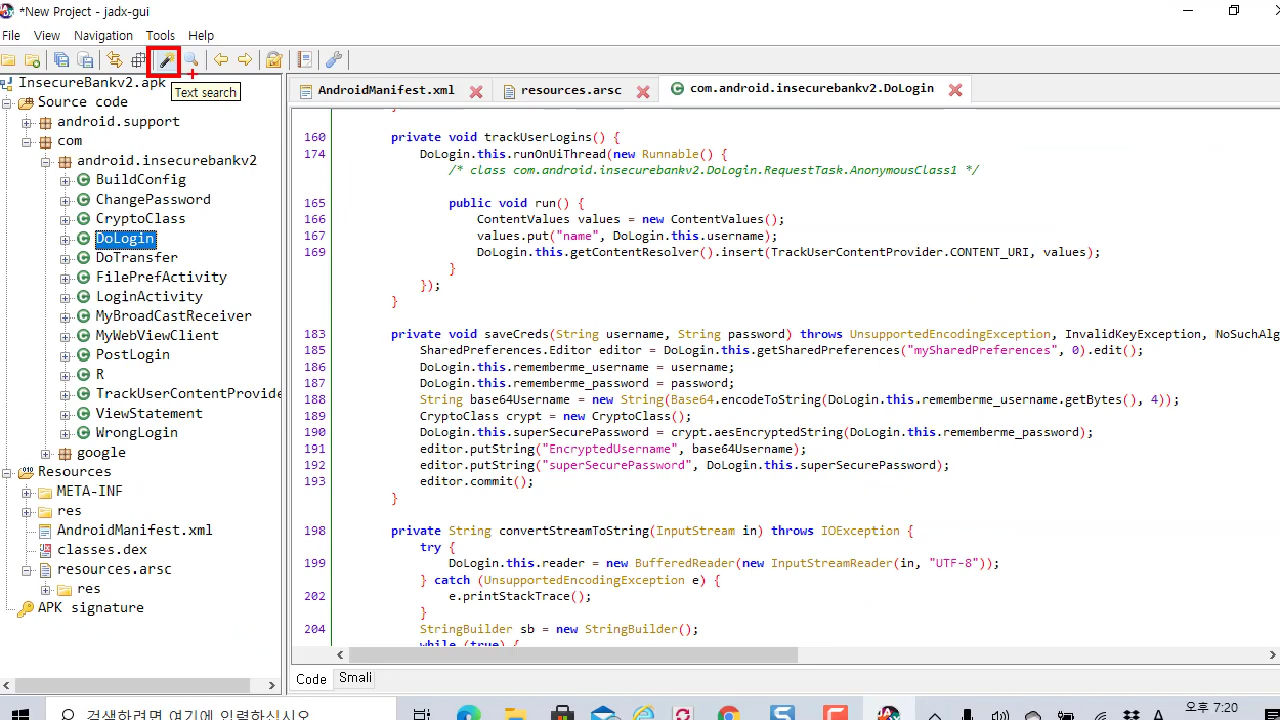 *New Project - jadx-gui
File View Navigation Tools Help
Text search
InsecureBankv2.apk
Source code
android.support
com
android.insecurebankv2
BuildConfig
ChangePassword
CryptoClass
DoLogin
DoTransfer
FilePrefActivity
LoginActivity
MyBroadCastReceiver
MyWebViewClient
PostLogin
R
TrackUserContentProvide
ViewStatement
WrongLogin
google
Resources
META-INF
res
AndroidManifest.xml
classes.dex
resources.arsc
res
APK signature
AndroidManifest.xml resources.arsc com.android.insecurebankv2.DoLogin
160 private void trackUserLogins() {
174 DoLogin.this.runOnUiThread(new Runnable() {
/* class com.android.insecurebankv2.DoLogin.RequestTask.AnonymousClass1 */
165 public void run() {
166 ContentValues values = new ContentValues();
167 values.put("name", DoLogin.this.username);
169 DoLogin.this.getContentResolver().insert(TrackUserContentProvider.CONTENT_URI, values);
}
});
}
183 private void saveCreds(String username, String password) throws UnsupportedEncodingException, InvalidKeyException, NoSuchAlg
185 SharedPreferences.Editor editor = DoLogin.this.getSharedPreferences("mySharedPreferences", 0).edit();
186 DoLogin.this.rememberme_username = username;
187 DoLogin.this.rememberme_password = password;
188 String base64Username = new String(Base64.encodeToString(DoLogin.this.rememberme_username.getBytes(), 4));
189 CryptoClass crypt = new CryptoClass();
190 DoLogin.this.superSecurePassword = crypt.aesEncryptedString(DoLogin.this.rememberme_password);
191 editor.putString("EncryptedUsername", base64Username);
192 editor.putString("superSecurePassword", DoLogin.this.superSecurePassword);
193 editor.commit();
}
198 private String convertStreamToString(InputStream in) throws IOException {
try {
199 DoLogin.this.reader = new BufferedReader(new InputStreamReader(in, "UTF-8"));
} catch (UnsupportedEncodingException e) {
202 e.printStackTrace();
}
204 StringBuilder sb = new StringBuilder();
while (true) {
Code Smali
검색하려면 여기에 입력하십시오
A 오후 7:20